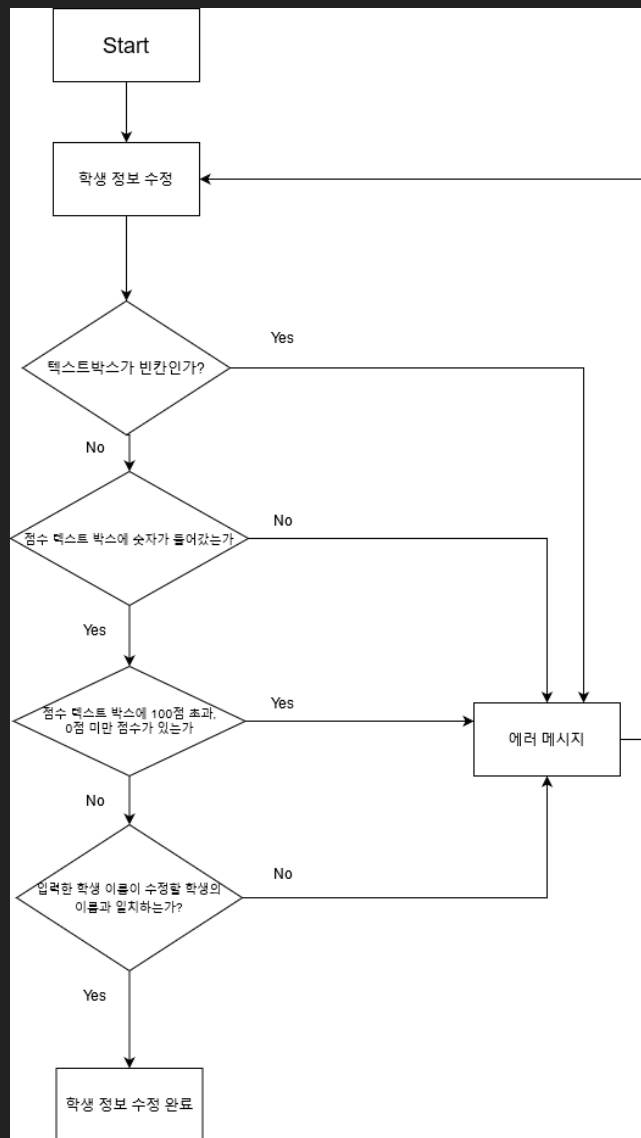 Start
학생 정보 수정
텍스트박스가 빈칸인가?
Yes
No
점수 텍스트 박스에 숫자가 들어갔는가
No
Yes
점수 텍스트 박스에 100점 초과,
0점 미만 점수가 있는가
Yes
에러 메시지
No
입력한 학생 이름이 수정할 학생의
이름과 일치하는가?
No
Yes
학생 정보 수정 완료